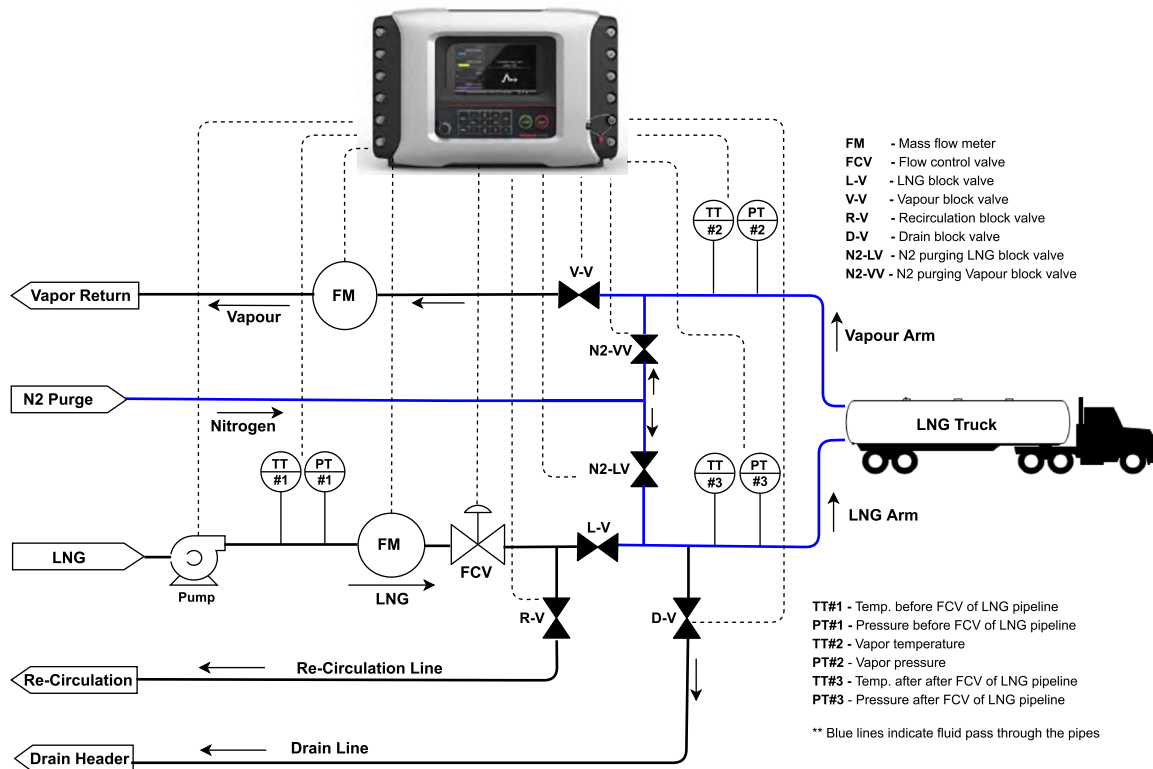 FM - Mass flow meter
FCV - Flow control valve
L-V - LNG block valve
V-V - Vapour block valve
R-V - Recirculation block valve
D-V - Drain block valve
N2-LV - N2 purging LNG block valve
N2-VV - N2 purging Vapour block valve
TT
#2
PT
#2
V-V
Vapor Return
FM
Vapour
N2-VV
Vapour Arm
N2 Purge
Nitrogen
LNG Truck
TT
#1
PT
#1
N2-LV
TT
#3
PT
#3
LNG Arm
L-V
LNG
FM
FCV
Pump
LNG
R-V
D-V
TT#1 - Temp. before FCV of LNG pipeline
PT#1 - Pressure before FCV of LNG pipeline
TT#2 - Vapor temperature
PT#2 - Vapor pressure
TT#3 - Temp. after after FCV of LNG pipeline
PT#3 - Pressure after FCV of LNG pipeline
Re-Circulation Line
Re-Circulation
** Blue lines indicate fluid pass through the pipes
Drain Line
Drain Header